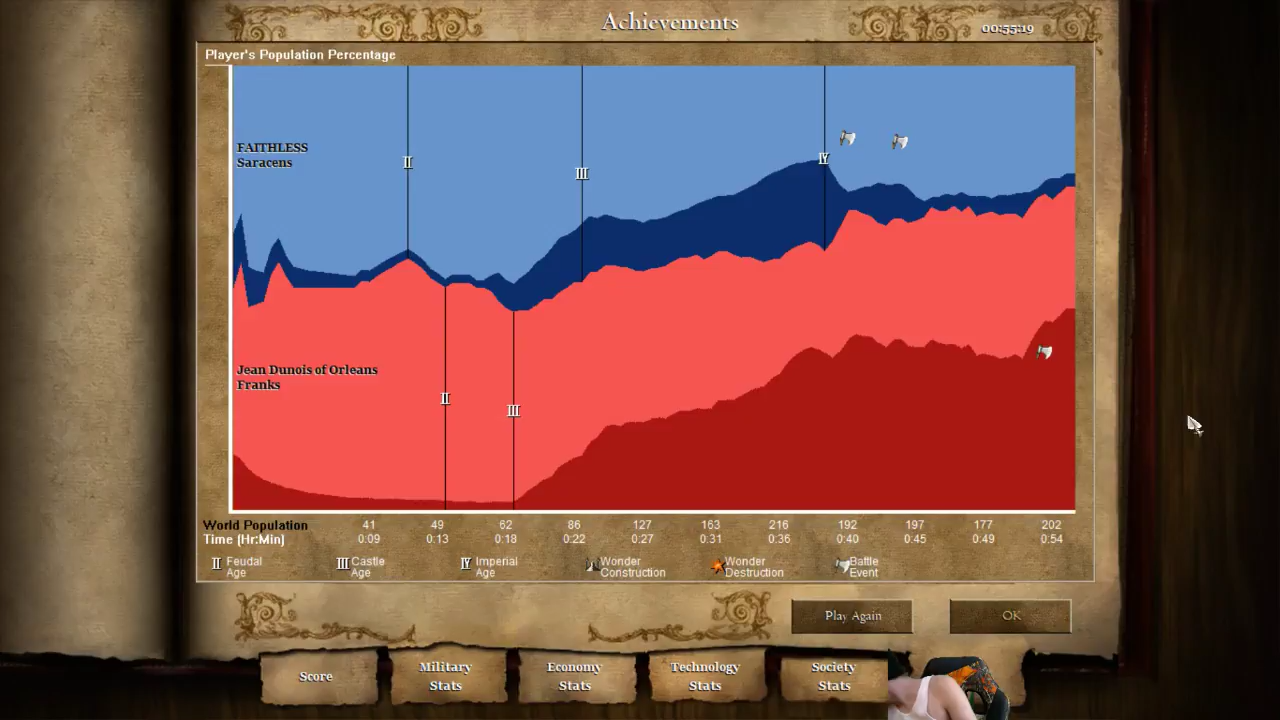 Achievements
00:55:19
Player's Population Percentage
FAITHLESS
Saracens
II
III
IV
Jean Dunois of Orleans
Franks
II
III
World Population 41 49 62 86 127 163 216 192 197 177 202
Time (Hr:Min) 0:09 0:13 0:18 0:22 0:27 0:31 0:36 0:40 0:45 0:49 0:54
II Feudal Age
III Castle Age
IV Imperial Age
Wonder Construction
Wonder Destruction
Battle Event
Play Again
OK
Score
Military Stats
Economy Stats
Technology Stats
Society Stats